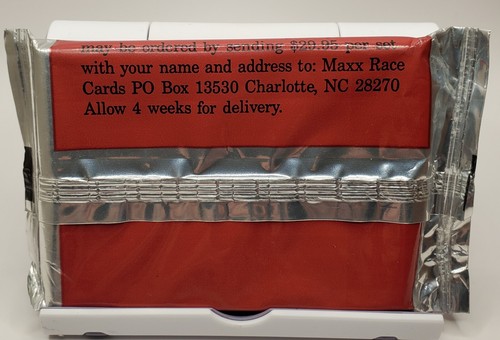 may be ordered by sending $29.95 per set
with your name and address to: Maxx Race
Cards PO Box 13530 Charlotte, NC 28270
Allow 4 weeks for delivery.